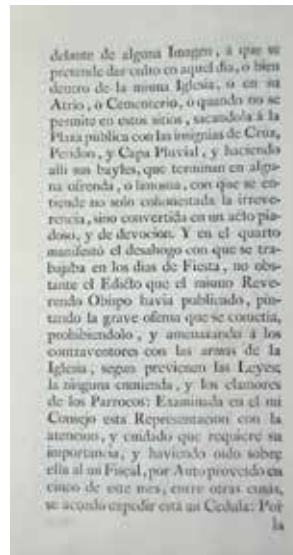 delante de alguna Imagen, á que se
pretende dar culto en aquel dia, ó bien
dentro de la misma Iglesia, ó en su
Atrio, ó Cementerio, ó quando no se
permite en estos sitios, sacandola á la
Plaza publica con las insignias de Cruz,
Pendon, y Capa Pluvial, y haciendo
alli sus bayles, que terminan en algu-
na ofrenda, ó limosna, con que se en-
tiende no solo cohonestada la irreve-
rencia, sino convertida en un acto pia-
doso, y de devocion. Y en el quarto
manifestó el desahogo con que se tra-
bajaba en los dias de Fiesta, no obs-
tante el Edicto que el mismo Reve-
rendo Obispo havia publicado, pin-
tando la grave ofensa que se cometia,
prohibiendolo, y amenazando á los
contraventores con las armas de la
Iglesia, segun previenen las Leyes;
la ninguna enmienda, y los clamores
de los Parrocos: Examinada en el mi
Consejo esta Representacion con la
atencion, y cuidado que requiere su
importancia, y haviendo oido sobre
ella al mi Fiscal, por Auto proveído en
cinco de este mes, entre otras cosas,
se acordó expedir esta mi Cedula: Por
la